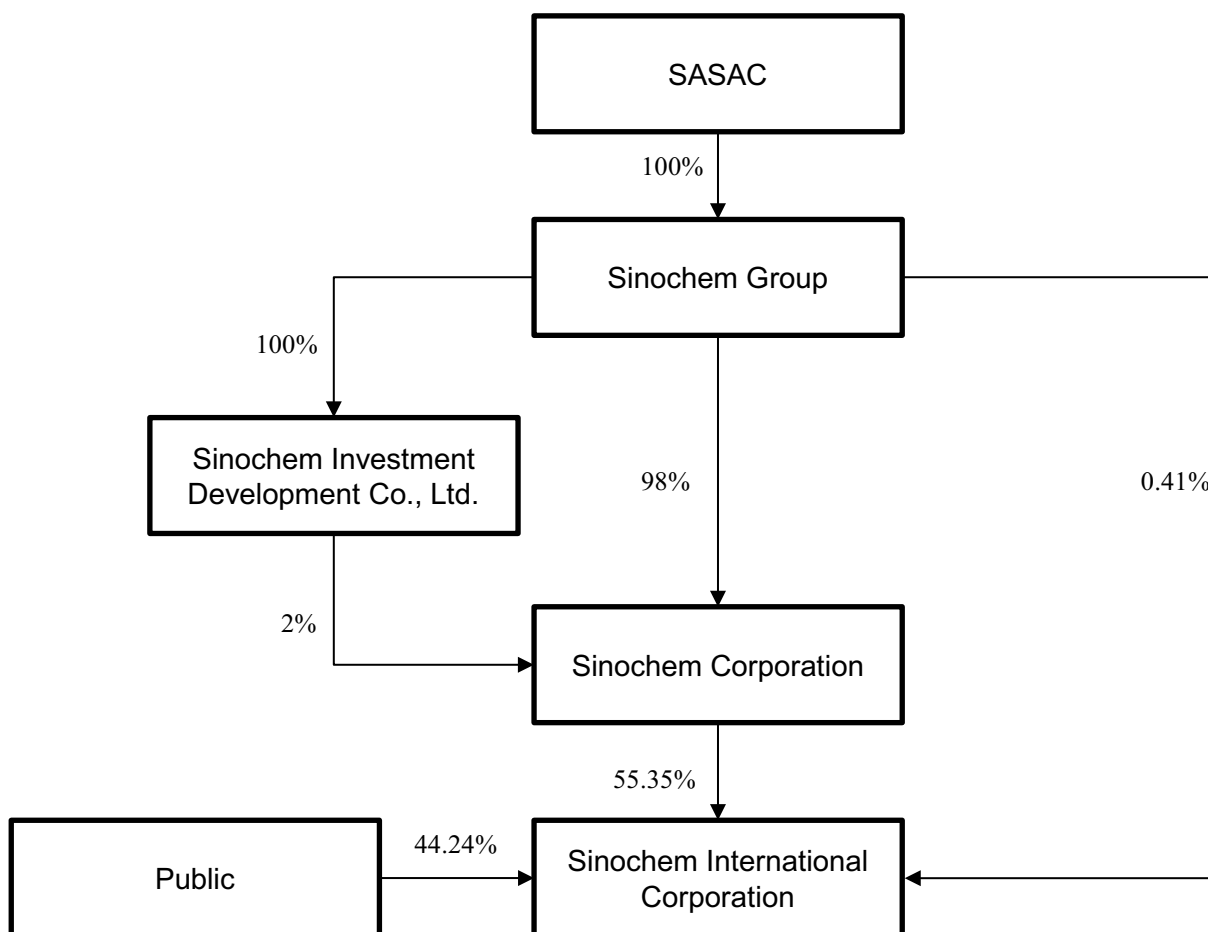 SASAC
100%
Sinochem Group
100%
Sinochem Investment
Development Co., Ltd.
98%
0.41%
2%
Sinochem Corporation
55.35%
Public
44.24%
Sinochem International
Corporation